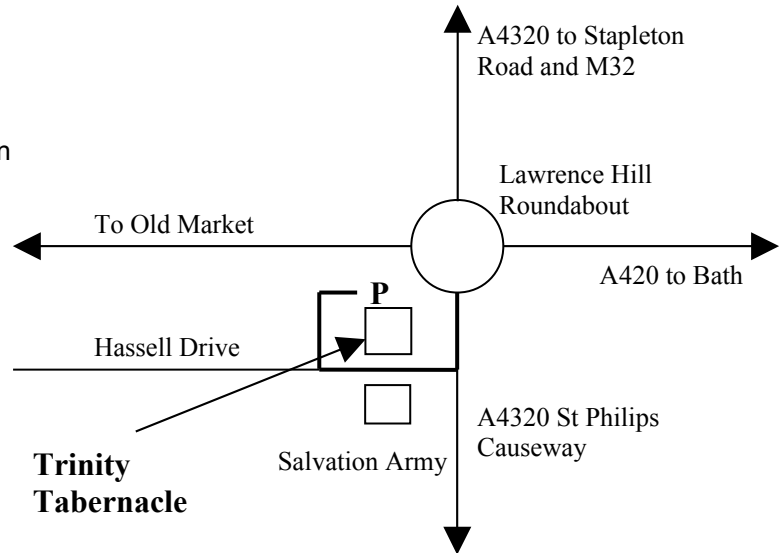 A4320 to Stapleton
Road and M32
n
Lawrence Hill
Roundabout
To Old Market
A420 to Bath
P
Hassell Drive
A4320 St Philips
Causeway
Salvation Army
Trinity
Tabernacle